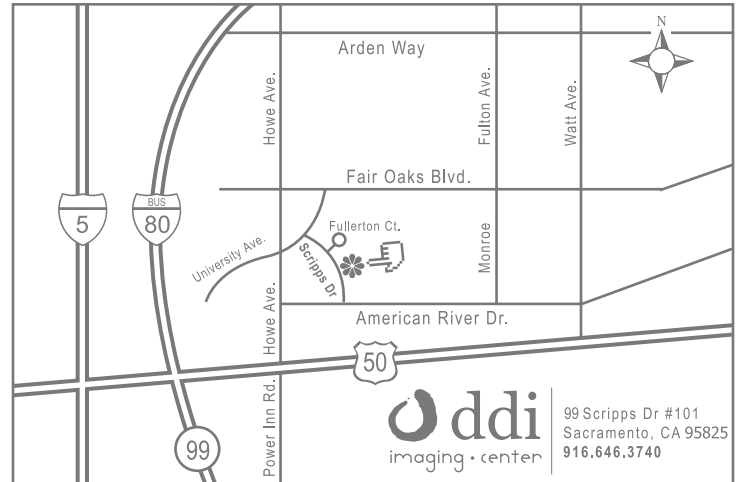 N
Arden Way
Howe Ave.
Fulton Ave.
Watt Ave.
Fair Oaks Blvd.
5
BUS
80
University Ave.
Fullerton Ct.
Scripps Dr
Monroe
Howe Ave.
American River Dr.
50
Power Inn Rd.
99
ddi
imaging • center
99 Scripps Dr #101
Sacramento, CA 95825
916.646.3740